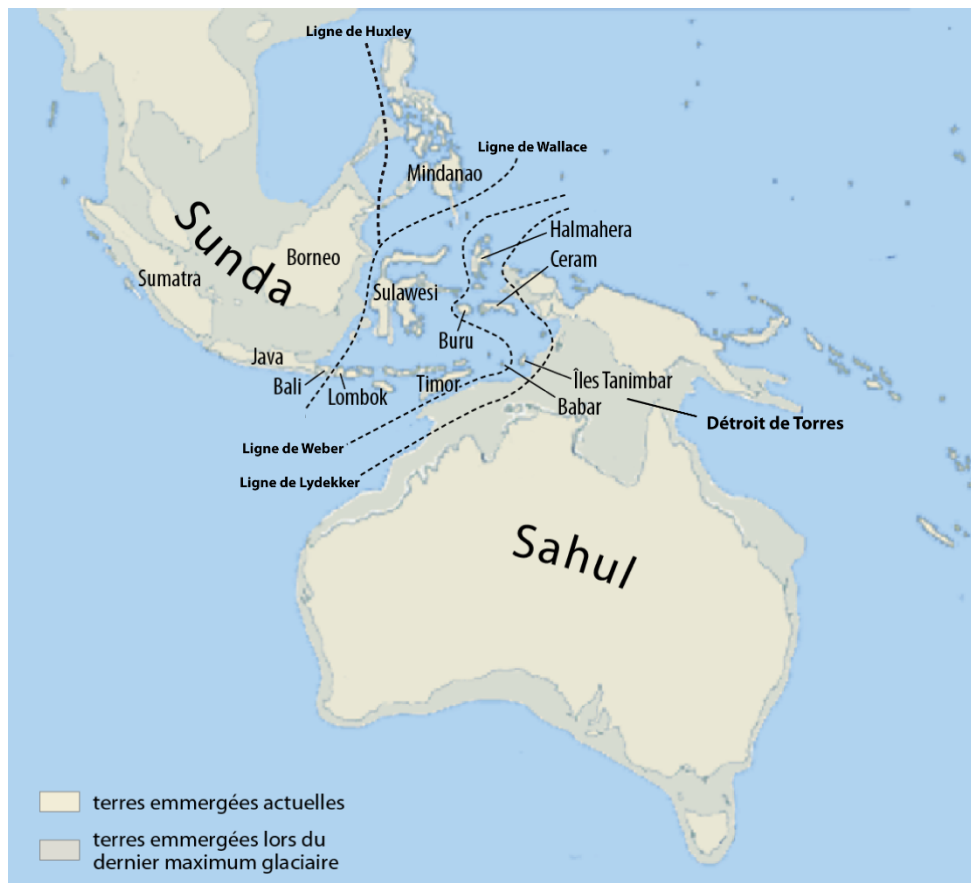 Ligne de Huxley
Ligne de Wallace
Mindanao
Halmahera
Sunda
Borneo
Ceram
Sumatra
Sulawesi
Buru
Java
Bali
Lombok
Timor
Îles Tanimbar
Babar
Détroit de Torres
Ligne de Weber
Ligne de Lydekker
Sahul
terres emmergées actuelles
terres emmergées lors du
dernier maximum glaciaire